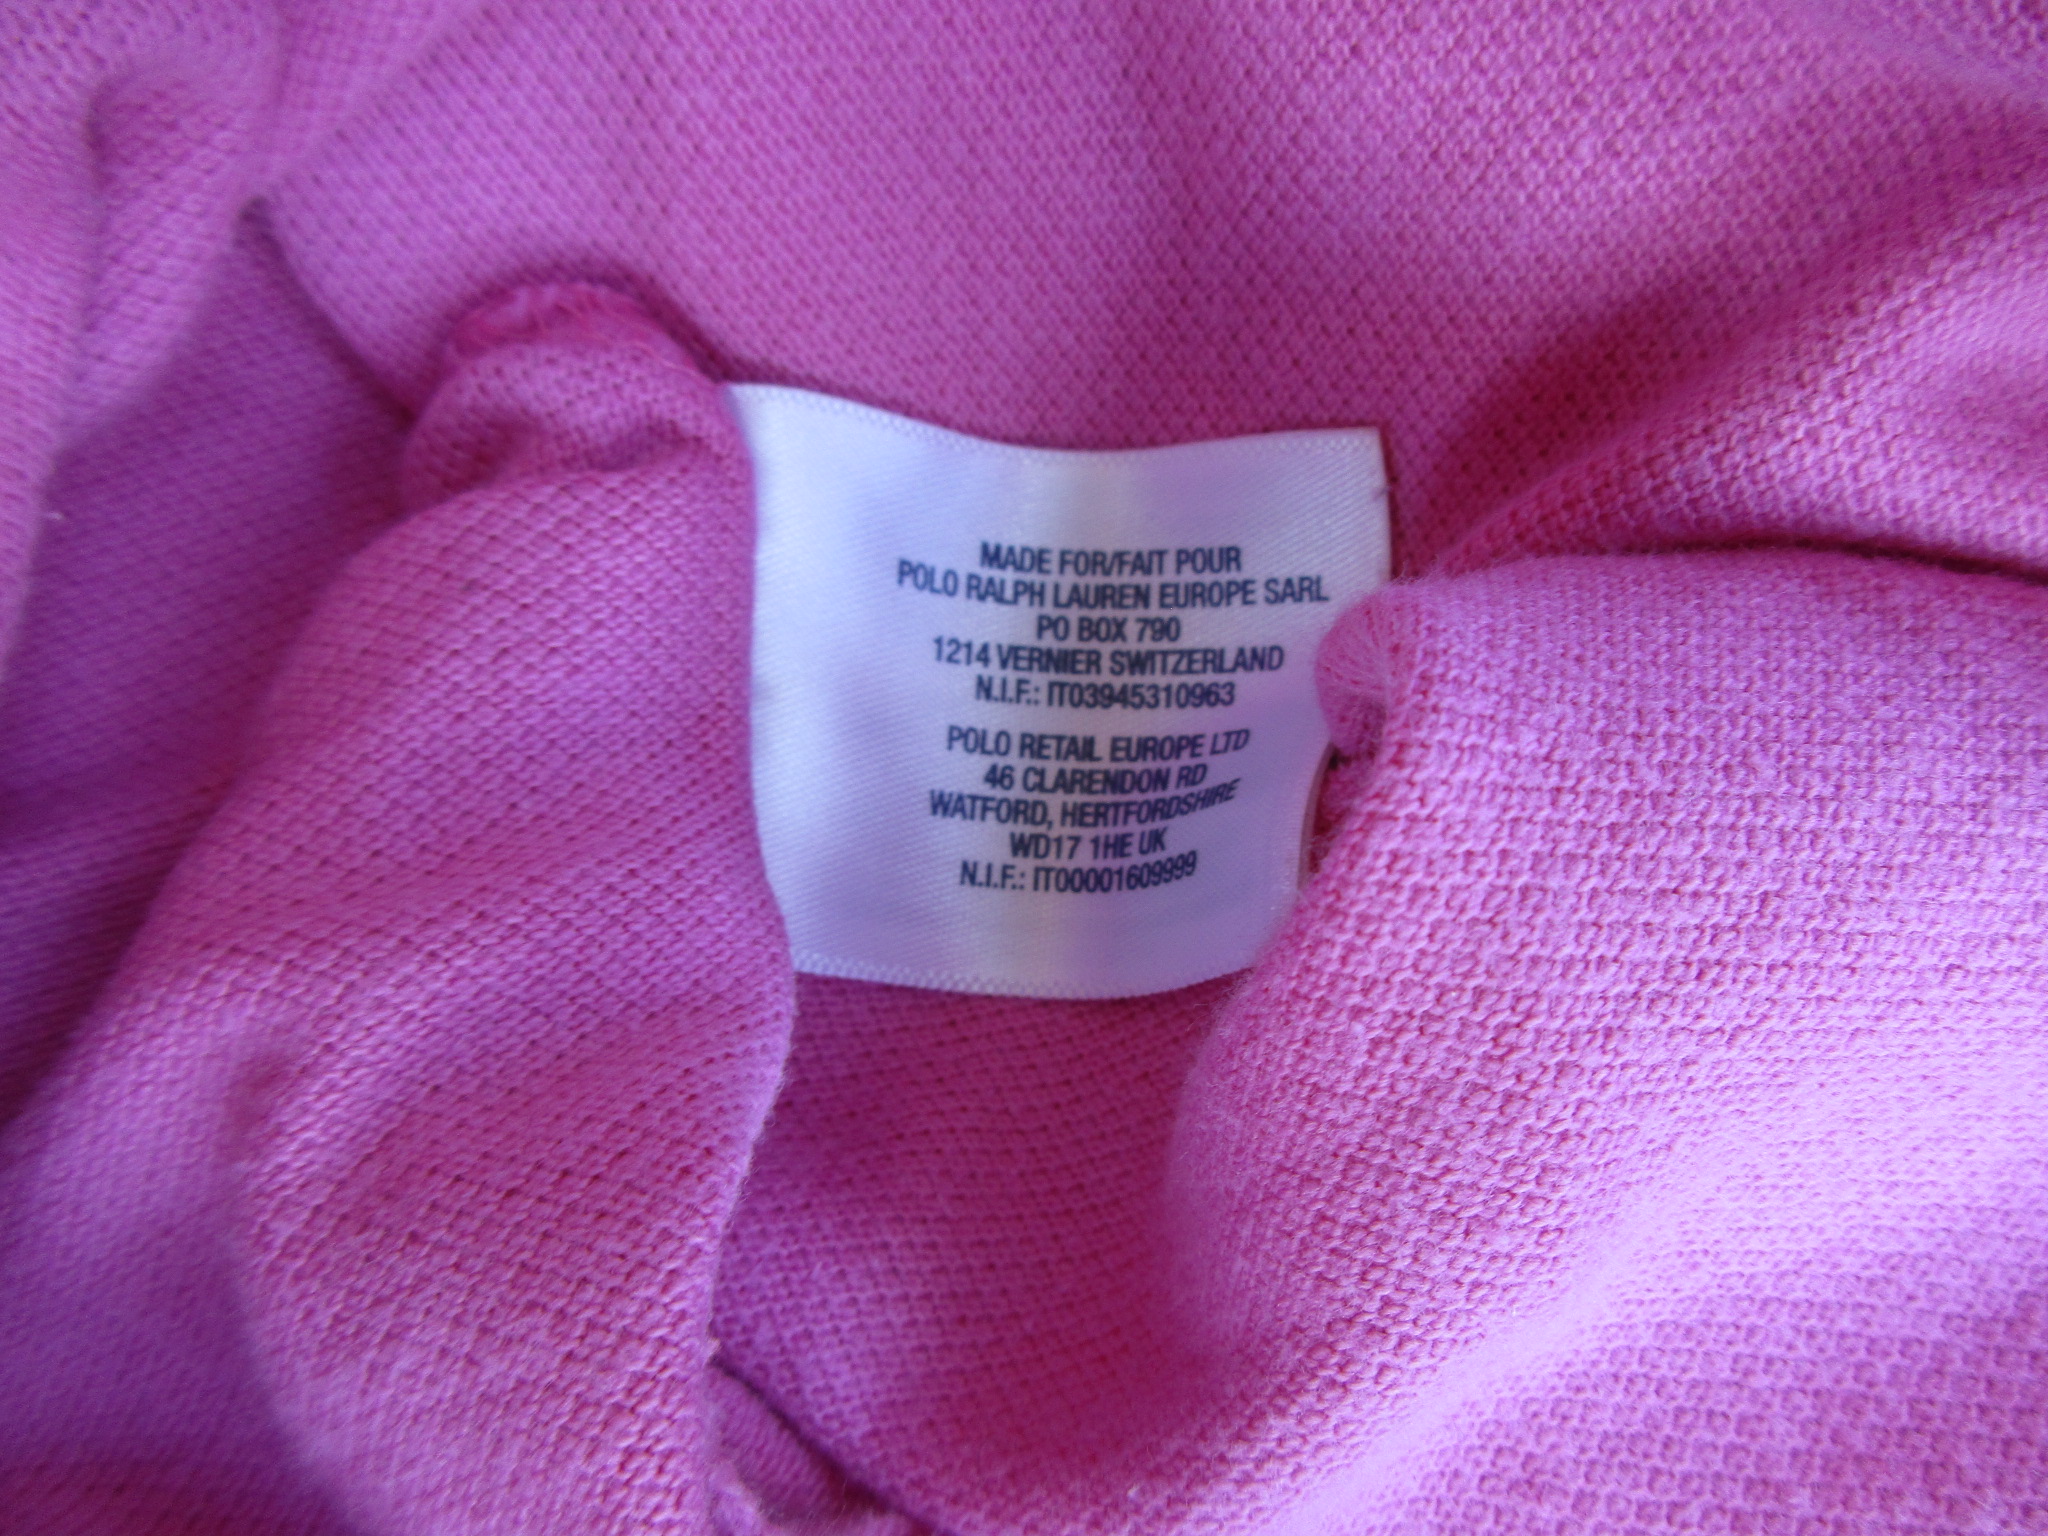 MADE FOR/FAIT POUR
POLO RALPH LAUREN EUROPE SARL
PO BOX 790
1214 VERNIER SWITZERLAND
N.I.F.: IT03945310963
POLO RETAIL EUROPE LTD
46 CLARENDON RD
WATFORD, HERTFORDSHIRE
WD17 1HE UK
N.I.F.: IT00001609999